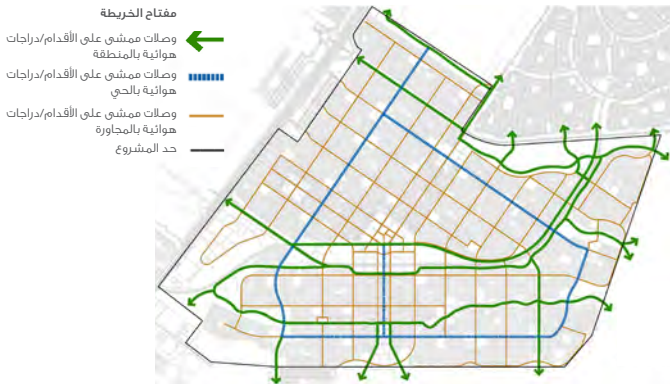 مفتاح الخريطة
وصلات ممشى على الأقدام/دراجات
هوائية بالمنطقة
وصلات ممشى على الأقدام/دراجات
هوائية بالحي
وصلات ممشى على الأقدام/دراجات
هوائية بالمجاورة
حد المشروع